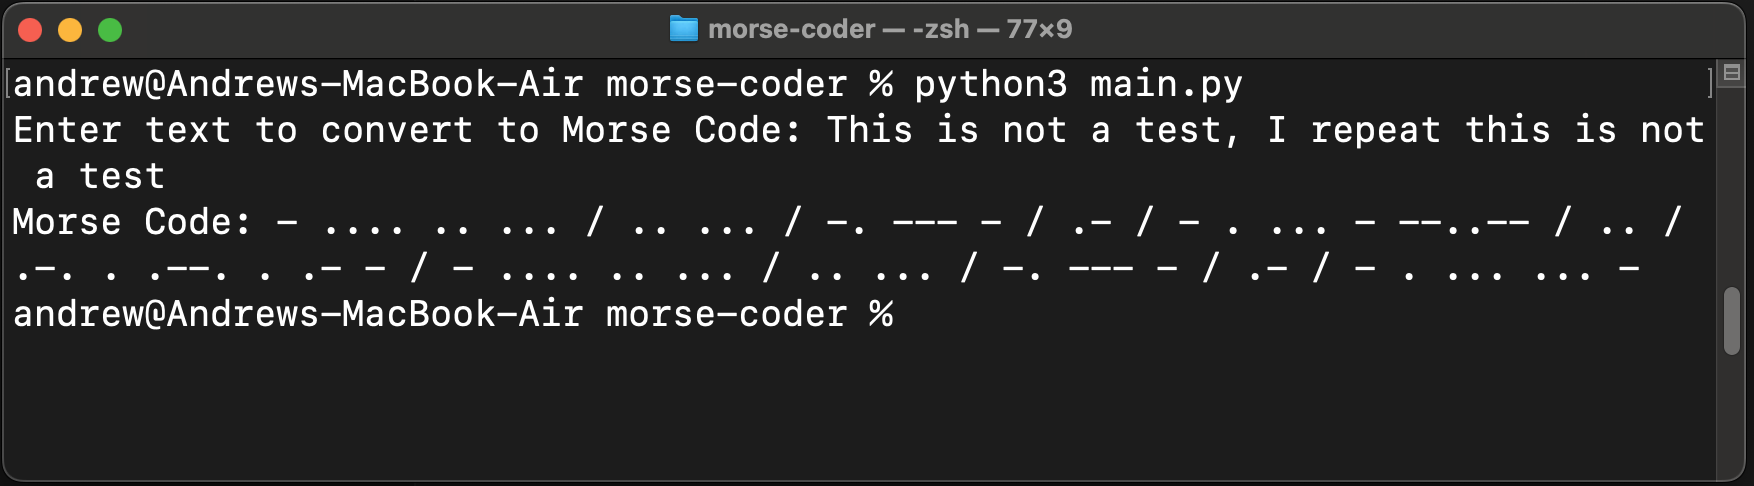 morse-coder — -zsh — 77×9
andrew@Andrews-MacBook-Air morse-coder % python3 main.py
Enter text to convert to Morse Code: This is not a test, I repeat this is not
 a test
Morse Code: - .... .. ... / .. ... / -. --- - / .- / - . ... - --..-- / .. /
.-. . .--. . .- - / - .... .. ... / .. ... / -. --- - / .- / - . ... ... -
andrew@Andrews-MacBook-Air morse-coder %